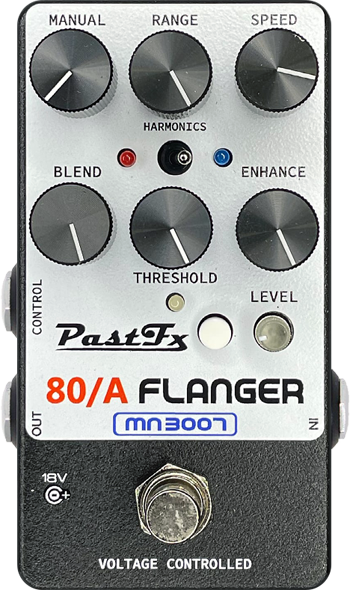 MANUAL RANGE SPEED
HARMONICS
BLEND ENHANCE
THRESHOLD
LEVEL
CONTROL
PastFx
80/A FLANGER
OUT
MN3007
IN
18V
+
VOLTAGE CONTROLLED